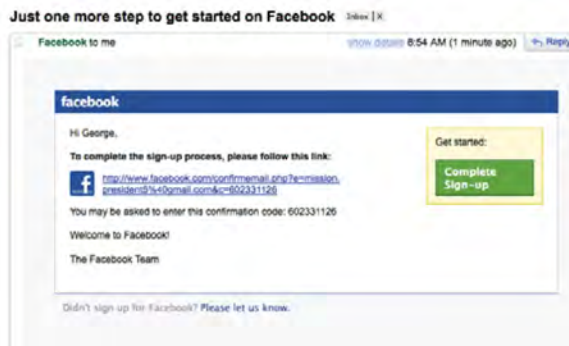 Just one more step to get started on Facebook Inbox | X
Facebook to me show details 8:54 AM (1 minute ago) Reply
facebook
Hi George,
To complete the sign-up process, please follow this link:
f
http://www.facebook.com/confirmemail.php?e=mission.
president5%40gmail.com&c=602331126
You may be asked to enter this confirmation code: 602331126
Welcome to Facebook!
The Facebook Team
Get started:
Complete
Sign-up
Didn't sign up for Facebook? Please let us know.